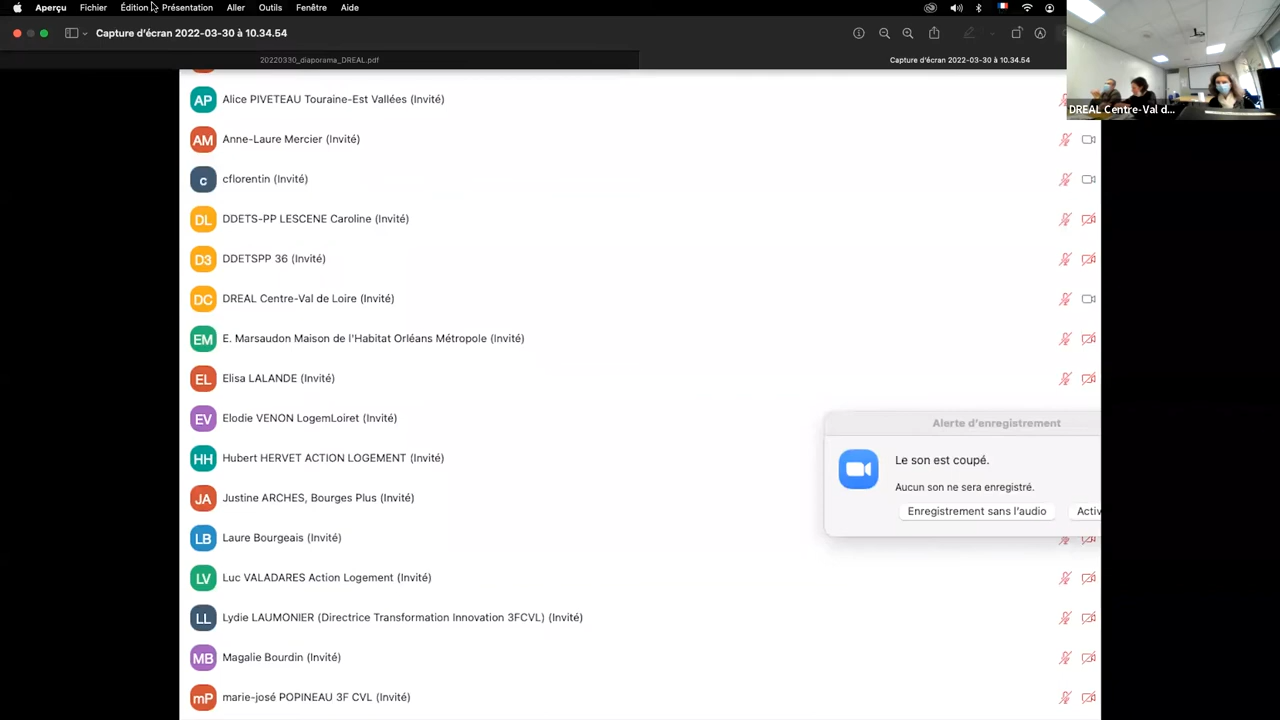 Aperçu Fichier Édition Présentation Aller Outils Fenêtre Aide
Capture d'écran 2022-03-30 à 10.34.54
20220330_diaporama_DREAL.pdf
Capture d'écran 2022-03-30 à 10.34.54
DREAL Centre-Val d...
AP Alice PIVETEAU Touraine-Est Vallées (Invité)
AM Anne-Laure Mercier (Invité)
c cflorentin (Invité)
DL DDETS-PP LESCENE Caroline (Invité)
D3 DDETSPP 36 (Invité)
DC DREAL Centre-Val de Loire (Invité)
EM E. Marsaudon Maison de l'Habitat Orléans Métropole (Invité)
EL Elisa LALANDE (Invité)
EV Elodie VENON LogemLoiret (Invité)
Alerte d'enregistrement
Le son est coupé.
Aucun son ne sera enregistré.
Enregistrement sans l'audio Activ
HH Hubert HERVET ACTION LOGEMENT (Invité)
JA Justine ARCHES, Bourges Plus (Invité)
LB Laure Bourgeais (Invité)
LV Luc VALADARES Action Logement (Invité)
LL Lydie LAUMONIER (Directrice Transformation Innovation 3FCVL) (Invité)
MB Magalie Bourdin (Invité)
mP marie-josé POPINEAU 3F CVL (Invité)